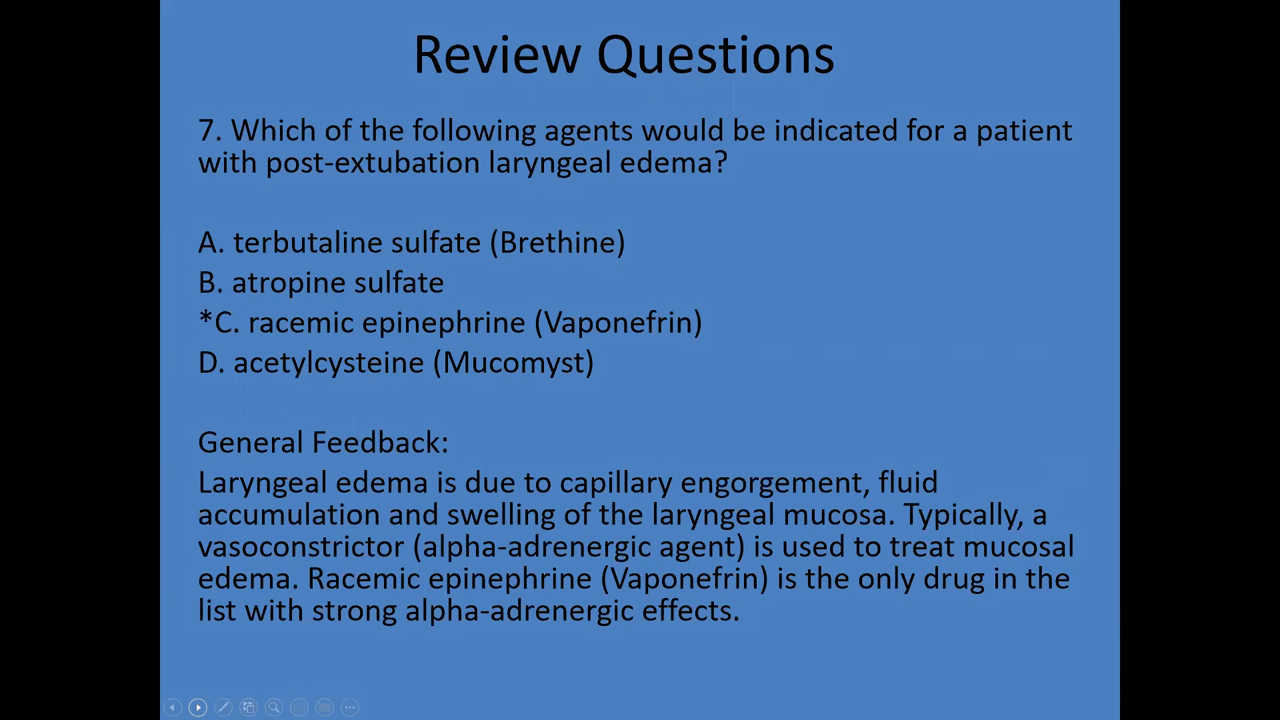 Review Questions
7. Which of the following agents would be indicated for a patient
with post-extubation laryngeal edema?
A. terbutaline sulfate (Brethine)
B. atropine sulfate
*C. racemic epinephrine (Vaponefrin)
D. acetylcysteine (Mucomyst)
General Feedback:
Laryngeal edema is due to capillary engorgement, fluid
accumulation and swelling of the laryngeal mucosa. Typically, a
vasoconstrictor (alpha-adrenergic agent) is used to treat mucosal
edema. Racemic epinephrine (Vaponefrin) is the only drug in the
list with strong alpha-adrenergic effects.